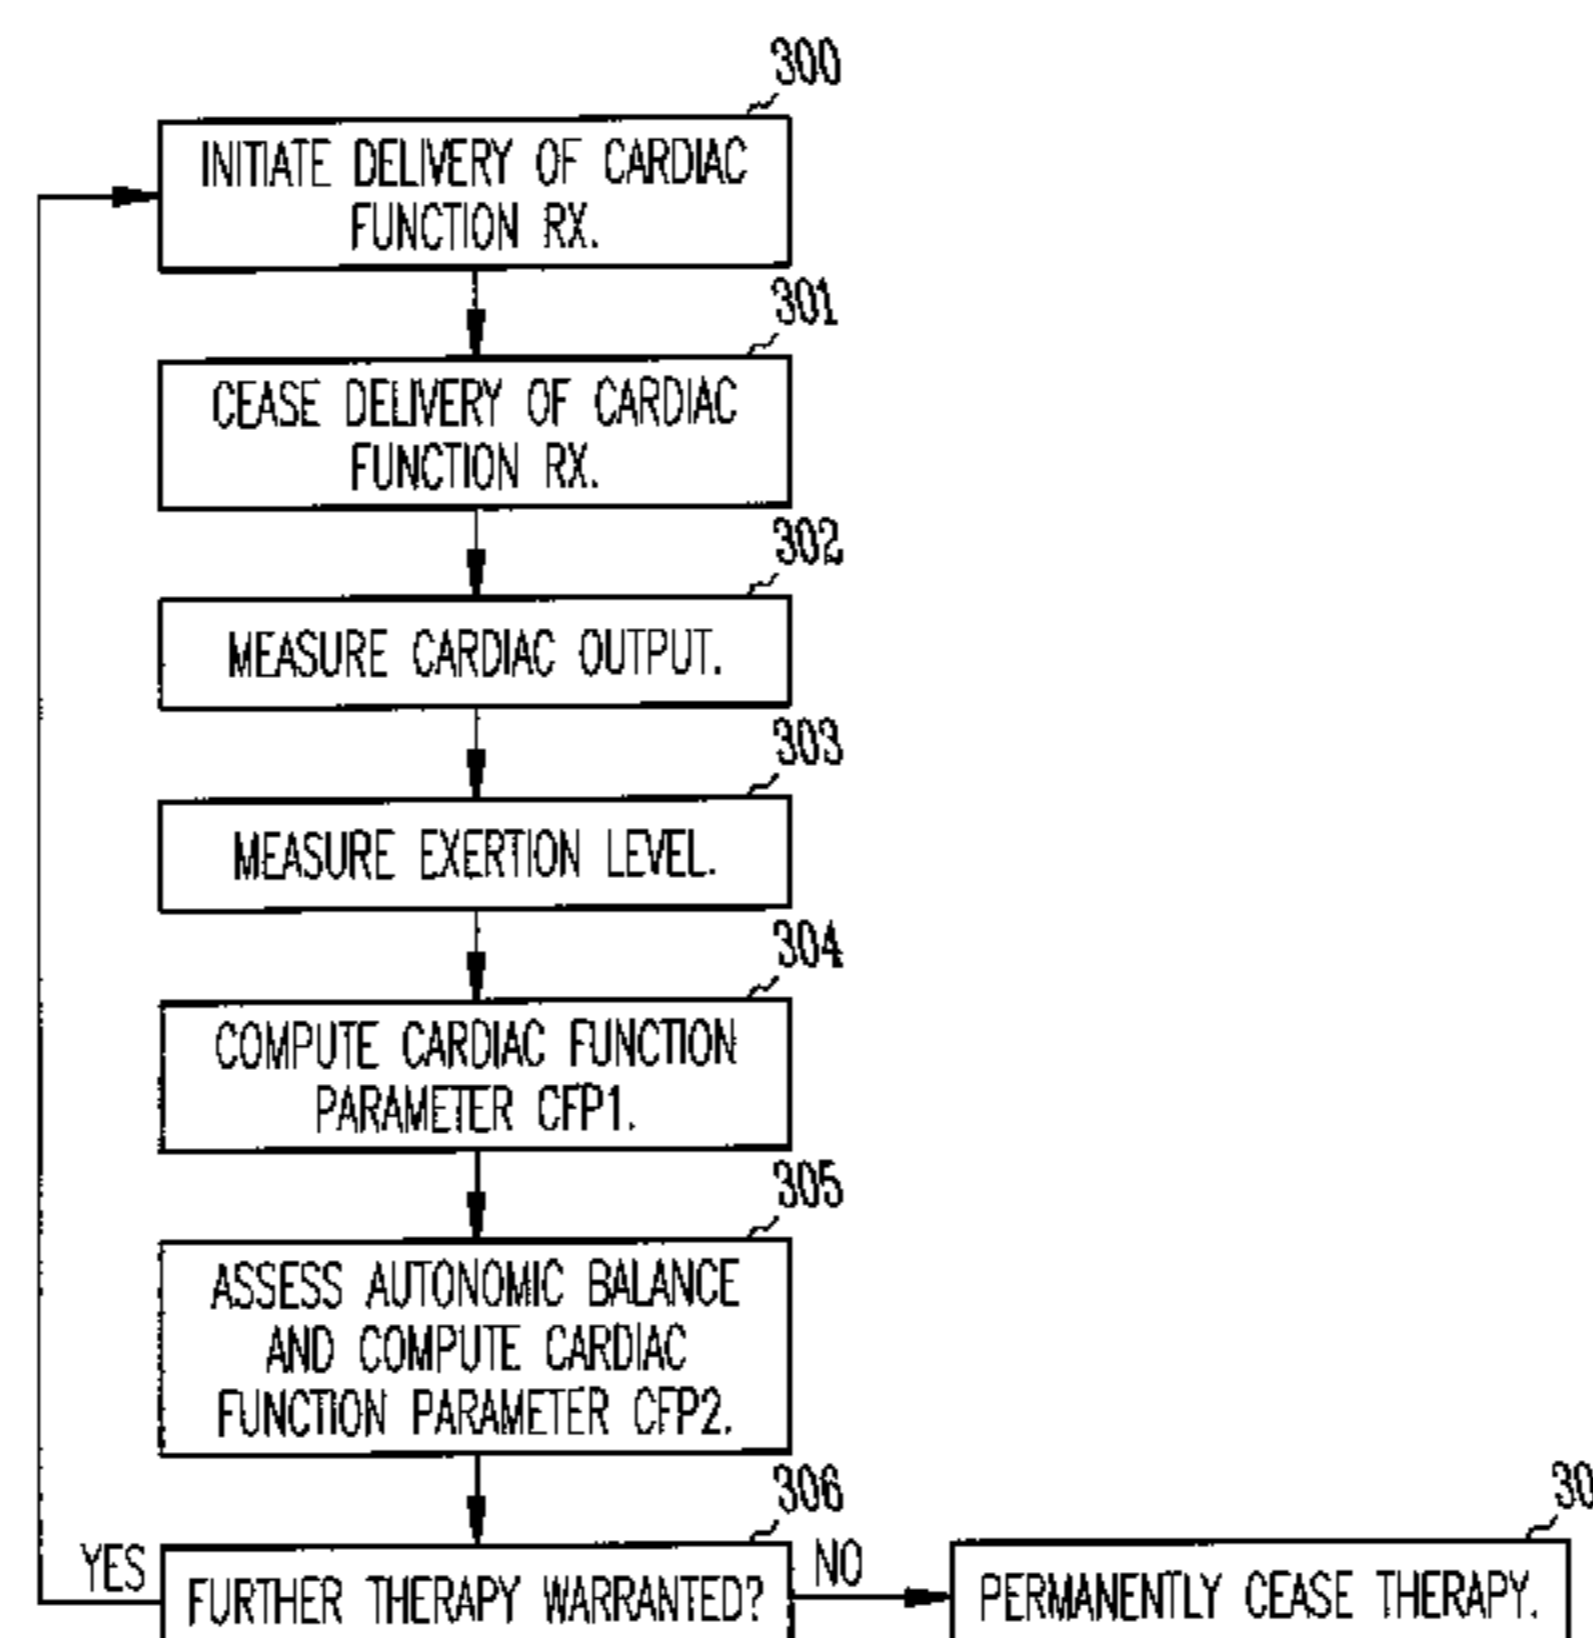 300
INITIATE DELIVERY OF CARDIAC
FUNCTION RX.
301
CEASE DELIVERY OF CARDIAC
FUNCTION RX.
302
MEASURE CARDIAC OUTPUT.
303
MEASURE EXERTION LEVEL.
304
COMPUTE CARDIAC FUNCTION
PARAMETER CFP1.
305
ASSESS AUTONOMIC BALANCE
AND COMPUTE CARDIAC
FUNCTION PARAMETER CFP2.
306
YES
FURTHER THERAPY WARRANTED?
NO
PERMANENTLY CEASE THERAPY.